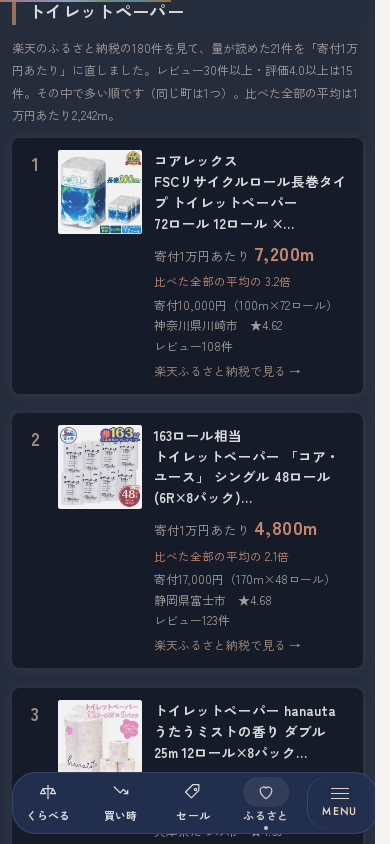 トイレットペーパー
楽天のふるさと納税の180件を見て、量が読めた21件を「寄付1万
円あたり」に直しました。レビュー30件以上・評価4.0以上は15
件。その中で多い順です（同じ町は1つ）。比べた全部の平均は1
万円あたり2,242m。
1
コアレックス
FSCリサイクルロール長巻タイ
プ トイレットペーパー
72ロール 12ロール ×...
寄付1万円あたり 7,200m
比べた全部の平均の 3.2倍
寄付10,000円（100m×72ロール）
神奈川県川崎市　★4.62
レビュー108件
楽天ふるさと納税で見る →
2
163ロール相当
トイレットペーパー 「コア・
ユース」 シングル 48ロール
(6R×8パック)...
寄付1万円あたり 4,800m
比べた全部の平均の 2.1倍
寄付17,000円（170m×48ロール）
静岡県富士市　★4.68
レビュー123件
楽天ふるさと納税で見る →
3
トイレットペーパー hanauta
うたうミストの香り ダブル
25m 12ロール×8パック...
くらべる
買い時
セール
ふるさと
MENU